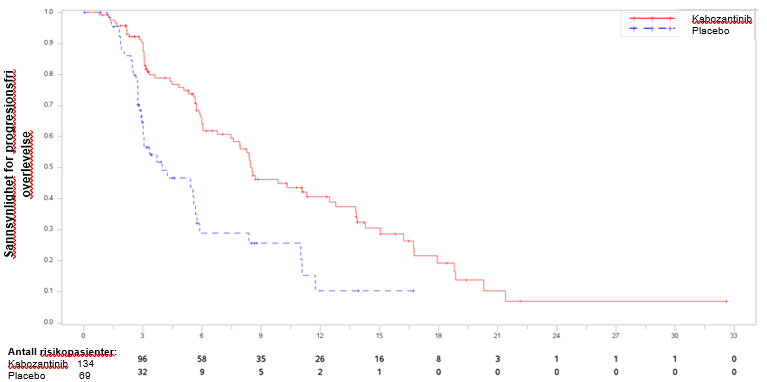 Kabozantinib
Placebo
Sannsynlighet for progresjonsfri
overlevelse
1.0
0.9
0.8
0.7
0.6
0.5
0.4
0.3
0.2
0.1
0.0
0 3 6 9 12 15 18 21 24 27 30 33
Antall risikopasienter:
Kabozantinib 134 96 58 35 26 16 8 3 1 1 1 0
Placebo 69 32 9 5 2 1 0 0 0 0 0 0